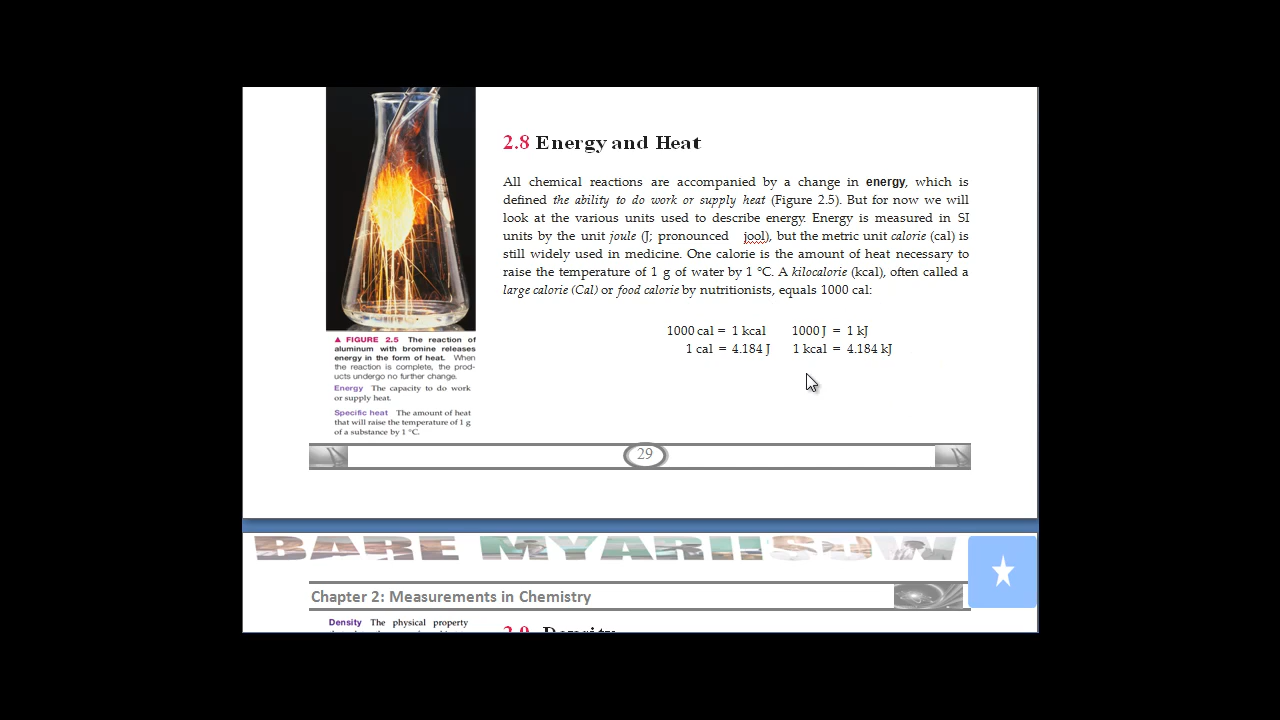 2.8 Energy and Heat
All chemical reactions are accompanied by a change in energy, which is
defined the ability to do work or supply heat (Figure 2.5). But for now we will
look at the various units used to describe energy. Energy is measured in SI
units by the unit joule (J; pronounced jool), but the metric unit calorie (cal) is
still widely used in medicine. One calorie is the amount of heat necessary to
raise the temperature of 1 g of water by 1 °C. A kilocalorie (kcal), often called a
large calorie (Cal) or food calorie by nutritionists, equals 1000 cal:
1000 cal = 1 kcal 1000 J = 1 kJ
1 cal = 4.184 J 1 kcal = 4.184 kJ
▲ FIGURE 2.5 The reaction of
aluminum with bromine releases
energy in the form of heat. When
the reaction is complete, the prod-
ucts undergo no further change.
Energy The capacity to do work
or supply heat.
Specific heat The amount of heat
that will raise the temperature of 1 g
of a substance by 1 °C.
29
BARE MYARIISOW
Chapter 2: Measurements in Chemistry
Density The physical property
2.9 Density